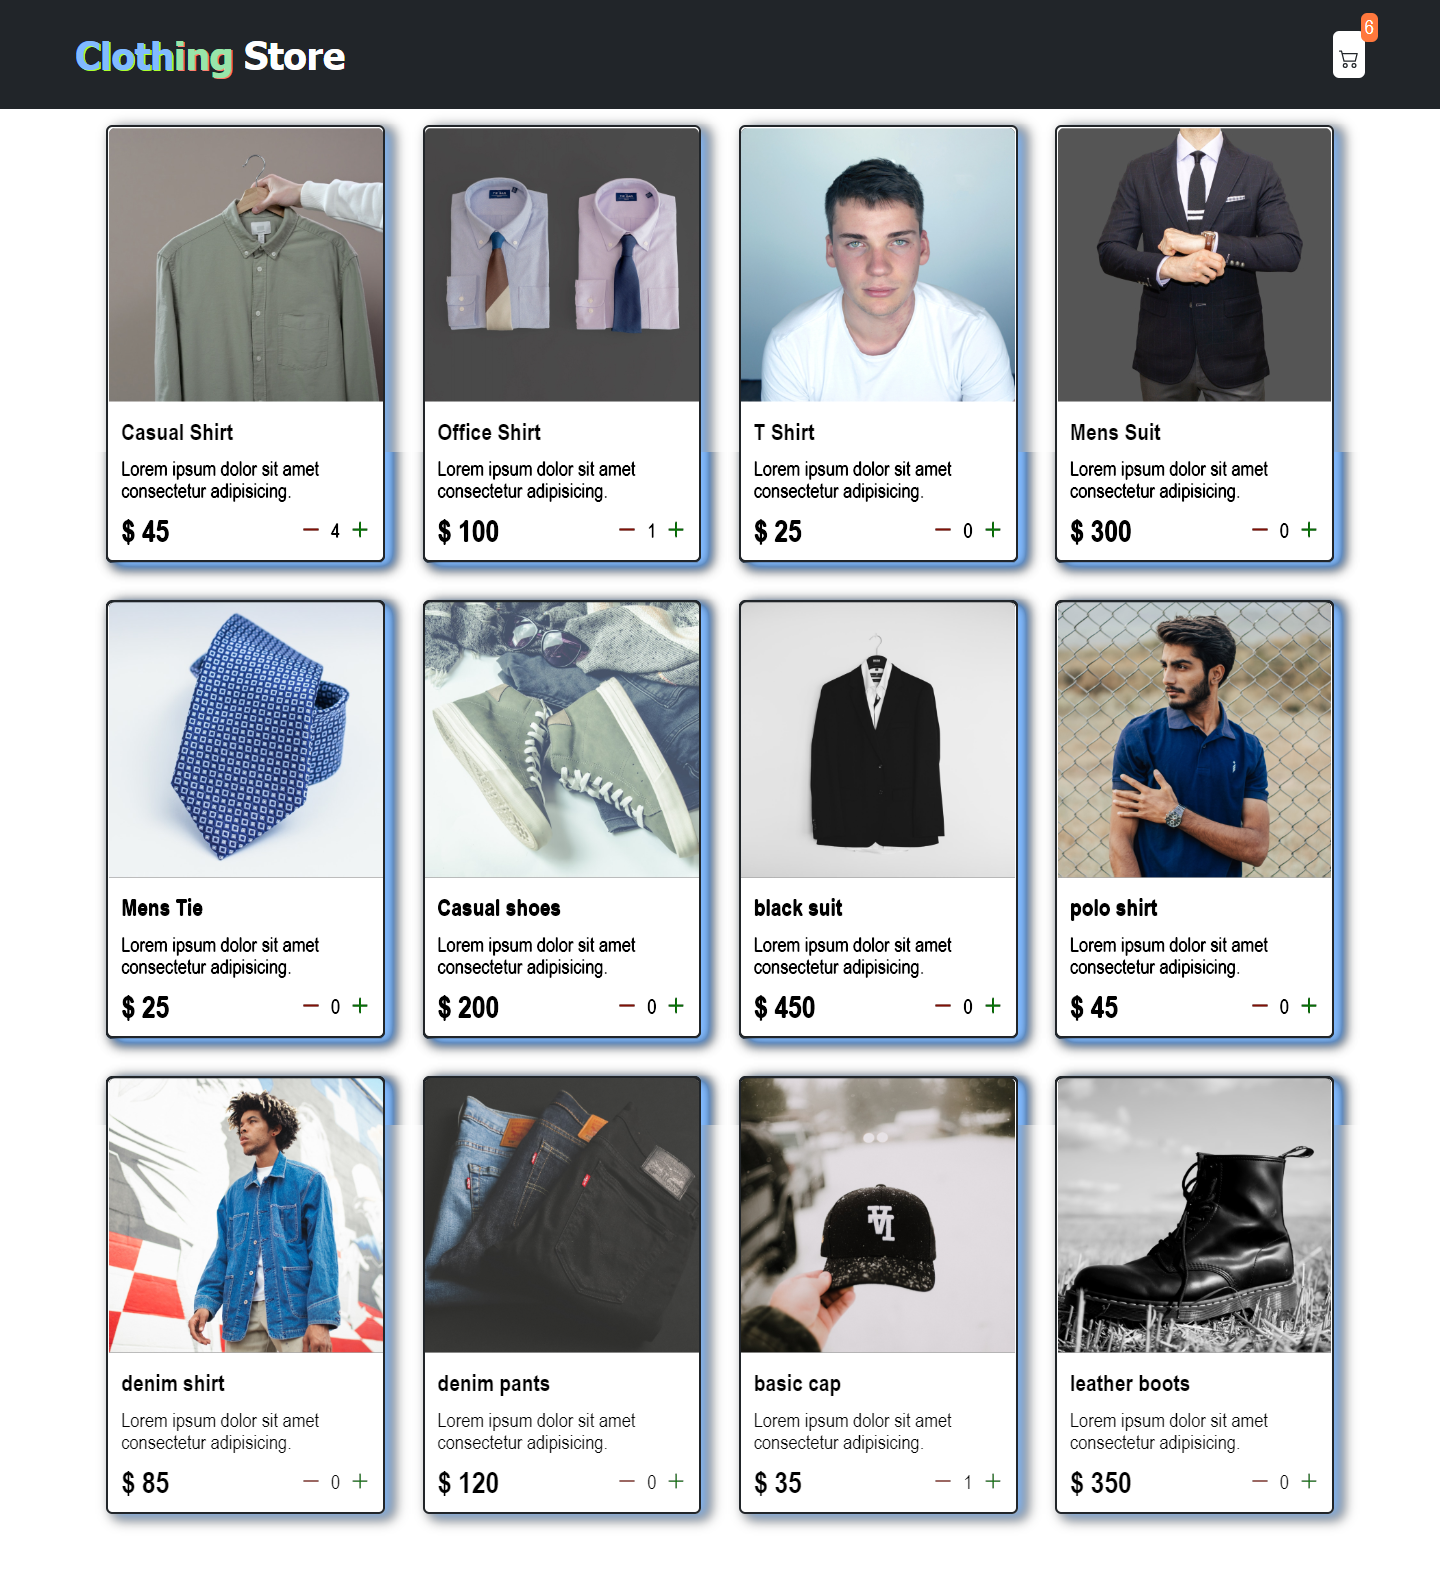 Clothing Store
6
Casual Shirt
Lorem ipsum dolor sit amet
consectetur adipisicing.
$ 45
− 4 +
Office Shirt
Lorem ipsum dolor sit amet
consectetur adipisicing.
$ 100
− 1 +
T Shirt
Lorem ipsum dolor sit amet
consectetur adipisicing.
$ 25
− 0 +
Mens Suit
Lorem ipsum dolor sit amet
consectetur adipisicing.
$ 300
− 0 +
Mens Tie
Lorem ipsum dolor sit amet
consectetur adipisicing.
$ 25
− 0 +
Casual shoes
Lorem ipsum dolor sit amet
consectetur adipisicing.
$ 200
− 0 +
black suit
Lorem ipsum dolor sit amet
consectetur adipisicing.
$ 450
− 0 +
polo shirt
Lorem ipsum dolor sit amet
consectetur adipisicing.
$ 45
− 0 +
denim shirt
Lorem ipsum dolor sit amet
consectetur adipisicing.
$ 85
− 0 +
denim pants
Lorem ipsum dolor sit amet
consectetur adipisicing.
$ 120
− 0 +
basic cap
Lorem ipsum dolor sit amet
consectetur adipisicing.
$ 35
− 1 +
leather boots
Lorem ipsum dolor sit amet
consectetur adipisicing.
$ 350
− 0 +